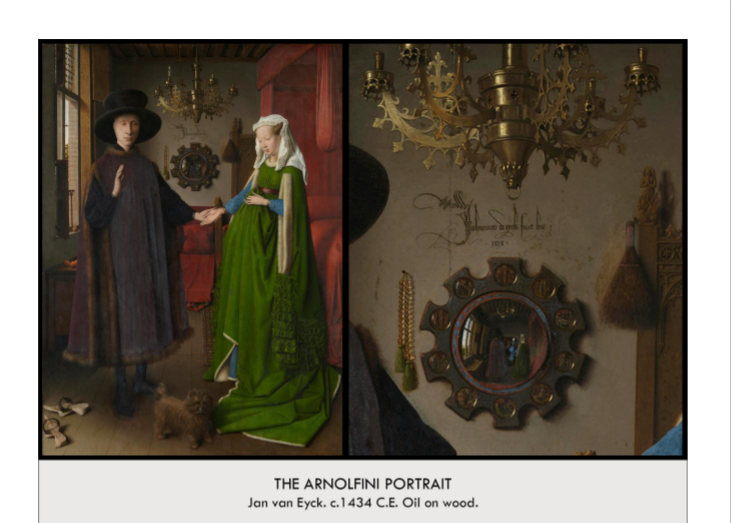 THE ARNOLFINI PORTRAIT
Jan van Eyck. c.1434 C.E. Oil on wood.